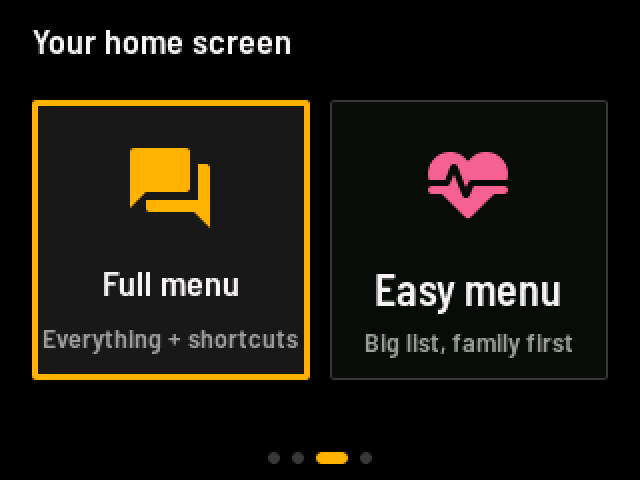 Your home screen
Full menu
Everything + shortcuts
Easy menu
Big list, family first